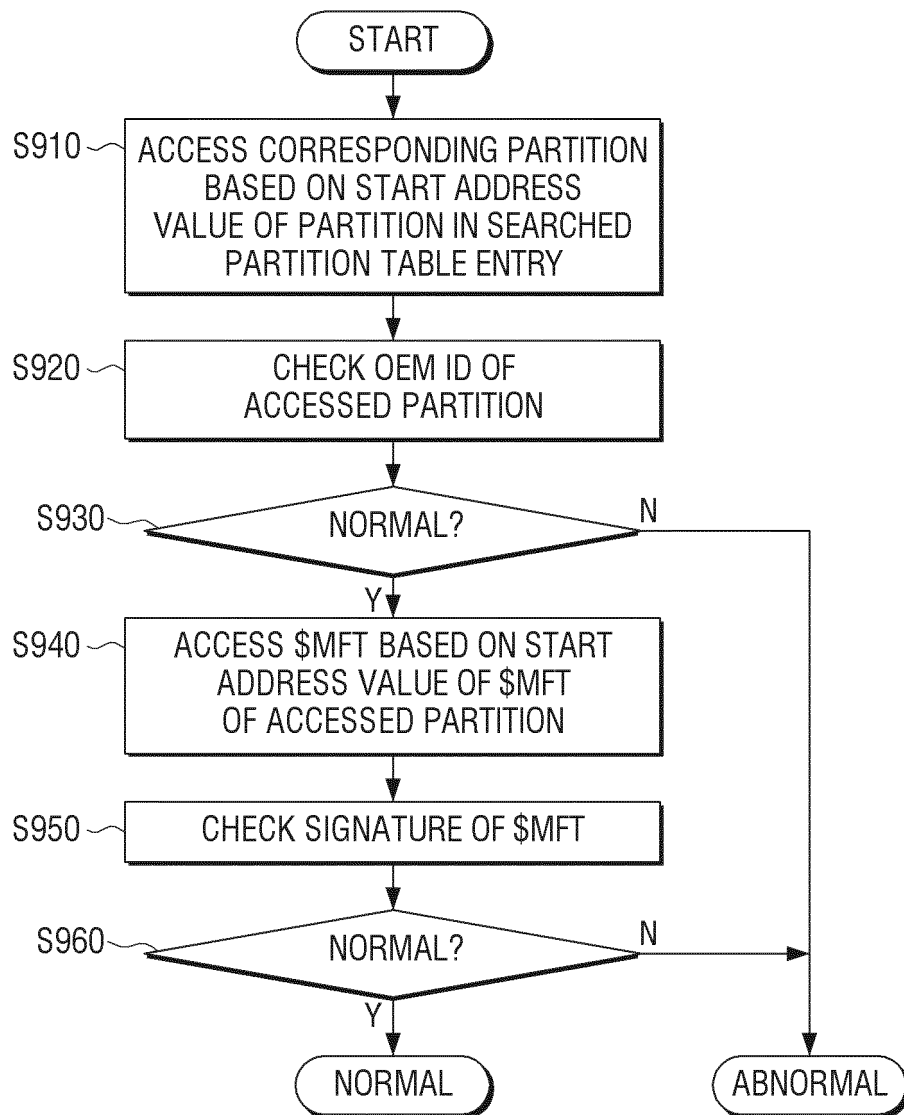 START
S910
ACCESS CORRESPONDING PARTITION
BASED ON START ADDRESS
VALUE OF PARTITION IN SEARCHED
PARTITION TABLE ENTRY
S920
CHECK OEM ID OF
ACCESSED PARTITION
S930
NORMAL?
N
Y
S940
ACCESS $MFT BASED ON START
ADDRESS VALUE OF $MFT
OF ACCESSED PARTITION
S950
CHECK SIGNATURE OF $MFT
S960
NORMAL?
N
Y
NORMAL
ABNORMAL